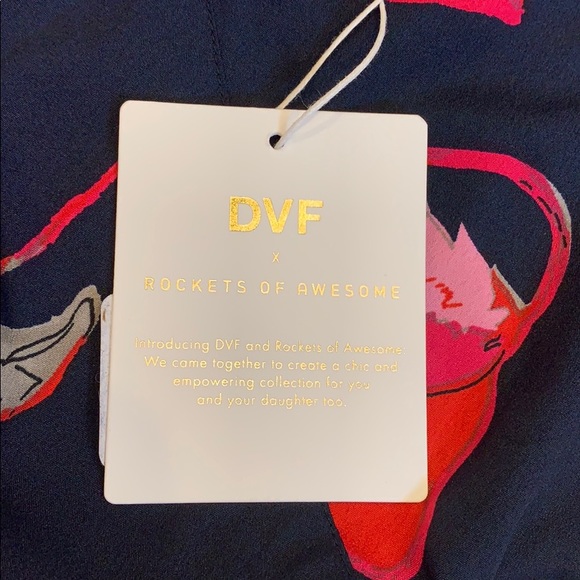 DVF
X
ROCKETS OF AWESOME
Introducing DVF and Rockets of Awesome
We came together to create a chic and
empowering collection for you
and your daughter too.